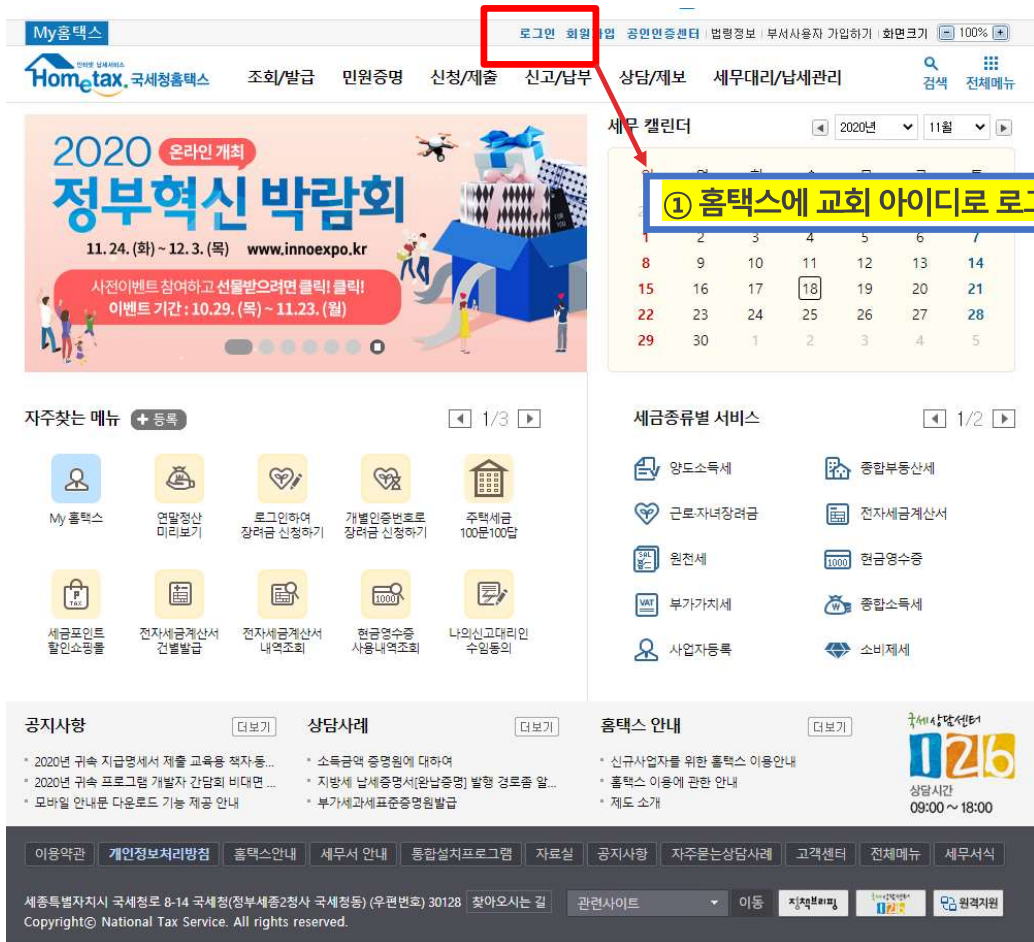 My홈택스
로그인 회원가입 공인인증센터 법령정보 부서사용자 가입하기 화면크기 100%
Hometax. 국세청홈택스 조회/발급 민원증명 신청/제출 신고/납부 상담/제보 세무대리/납세관리 검색 전체메뉴
2020 온라인 개최
정부혁신 박람회
11. 24. (화) ~ 12. 3. (목) www.innoexpo.kr
사전이벤트 참여하고 선물받으려면 클릭! 클릭!
이벤트 기간 : 10.29. (목) ~ 11.23. (월)
세무 캘린더 2020년 11월
① 홈택스에 교회 아이디로 로그
1 2 3 4 5 6 7
8 9 10 11 12 13 14
15 16 17 18 19 20 21
22 23 24 25 26 27 28
29 30 1 2 3 4 5
자주찾는 메뉴 + 등록 1/3
My 홈택스
연말정산
미리보기
로그인하여
장려금 신청하기
개별인증번호로
장려금 신청하기
주택세금
100문100답
세금포인트
할인쇼핑몰
전자세금계산서
건별발급
전자세금계산서
내역조회
현금영수증
사용내역조회
나의신고대리인
수임동의
세금종류별 서비스 1/2
양도소득세 종합부동산세
근로·자녀장려금 전자세금계산서
원천세 현금영수증
부가가치세 종합소득세
사업자등록 소비제세
공지사항 더보기
2020년 귀속 지급명세서 제출 교육용 책자·동...
2020년 귀속 프로그램 개발자 간담회 비대면 ...
모바일 안내문 다운로드 기능 제공 안내
상담사례 더보기
소득금액 증명원에 대하여
지방세 납세증명서[완납증명] 발행 경로좀 알...
부가세과세표준증명원발급
홈택스 안내 더보기
신규사업자를 위한 홈택스 이용안내
홈택스 이용에 관한 안내
제도 소개
국세상담센터
126
상담시간
09:00 ~ 18:00
이용약관 개인정보처리방침 홈택스안내 세무서 안내 통합설치프로그램 자료실 공지사항 자주묻는상담사례 고객센터 전체메뉴 세무서식
세종특별자치시 국세청로 8-14 국세청(정부세종2청사 국세청동) (우편번호) 30128 찾아오시는 길 관련사이트 이동 정책브리핑 국세상담센터 126 원격지원
Copyright© National Tax Service. All rights reserved.